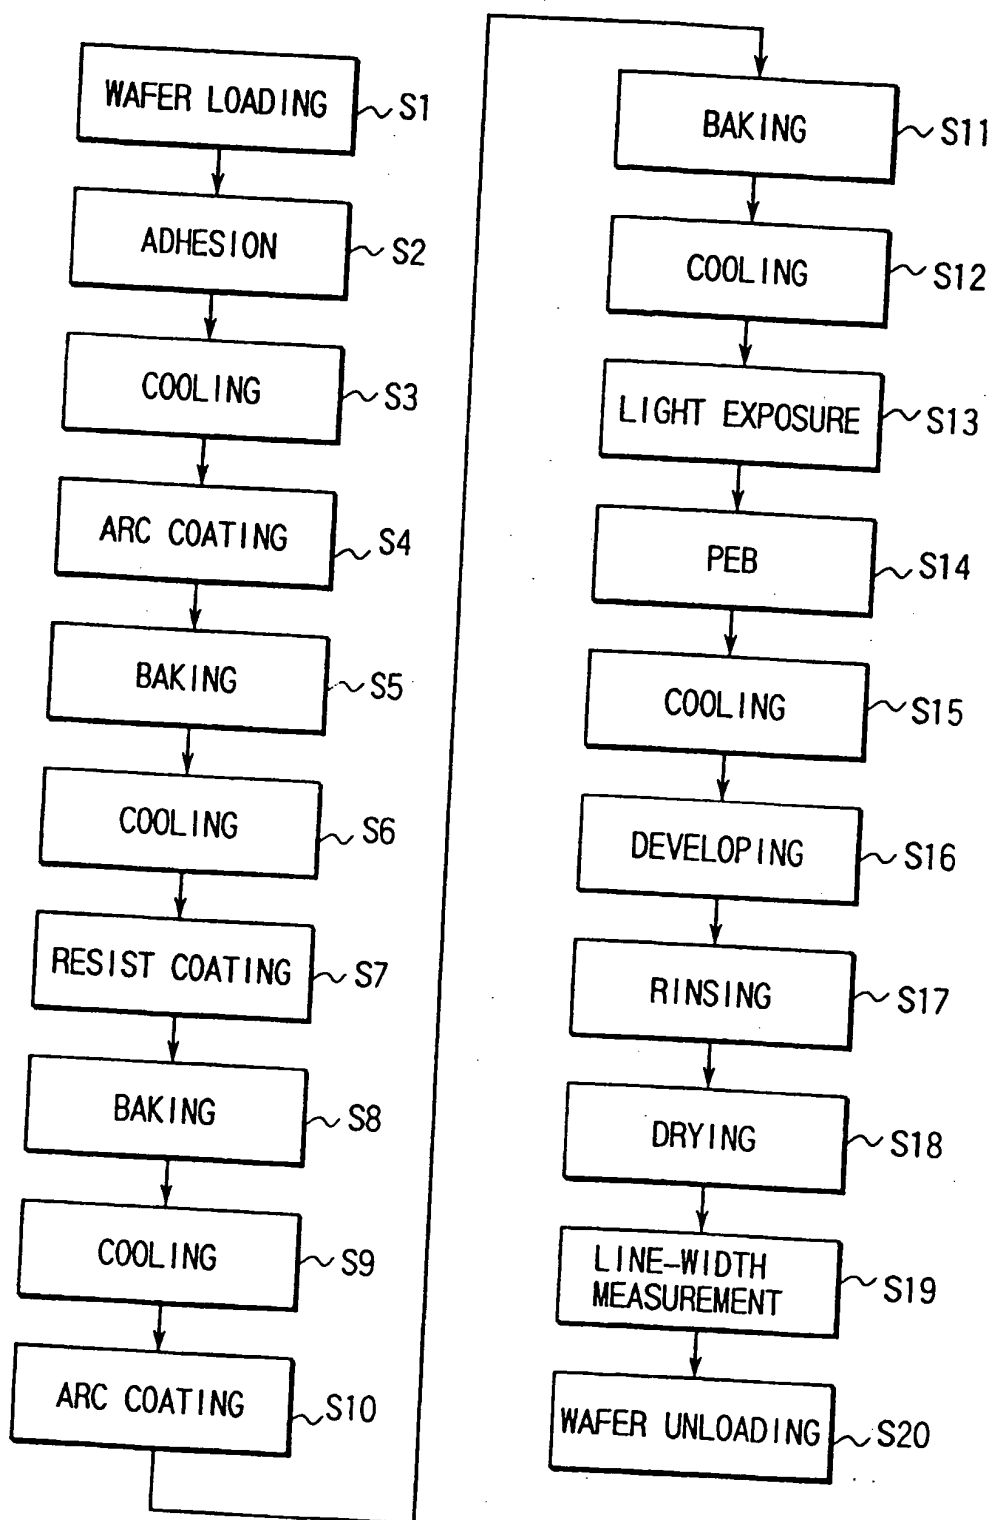 WAFER LOADING
S1
ADHESION
S2
COOLING
S3
ARC COATING
S4
BAKING
S5
COOLING
S6
RESIST COATING
S7
BAKING
S8
COOLING
S9
ARC COATING
S10
BAKING
S11
COOLING
S12
LIGHT EXPOSURE
S13
PEB
S14
COOLING
S15
DEVELOPING
S16
RINSING
S17
DRYING
S18
LINE-WIDTH
MEASUREMENT
S19
WAFER UNLOADING
S20